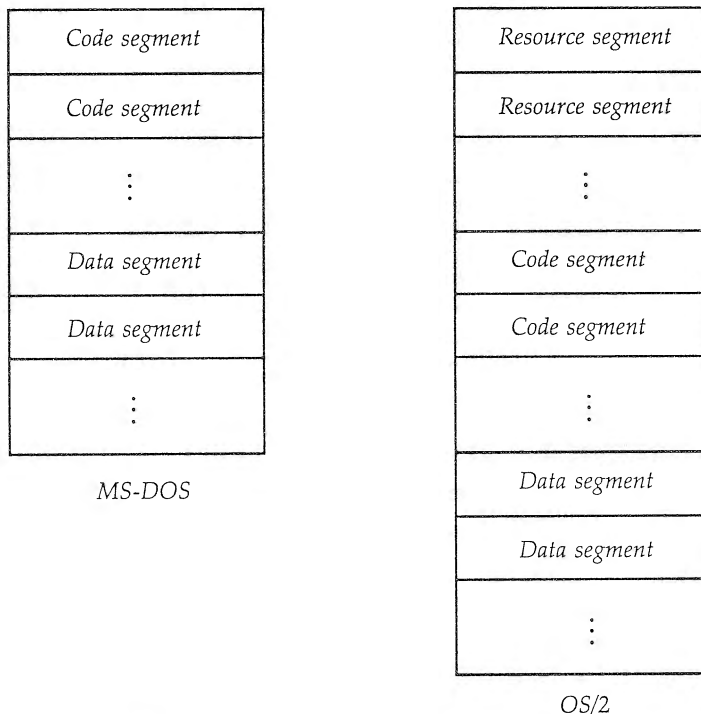 Code segment
Code segment
⋮
Data segment
Data segment
⋮
MS-DOS
Resource segment
Resource segment
⋮
Code segment
Code segment
⋮
Data segment
Data segment
⋮
OS/2